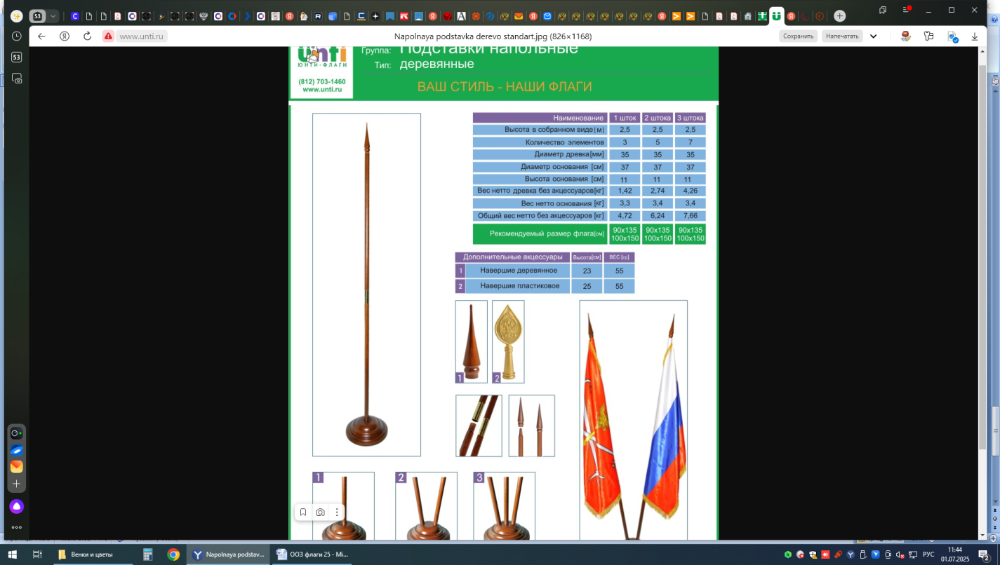 53
www.unti.ru
Napolnaya podstavka derevo standart.jpg (826×1168)
Сохранить
Напечатать
53
unti
ЮНТИ-ФЛАГИ
(812) 703-1460
www.unti.ru
Группа: Подставки напольные
Тип: деревянные
ВАШ СТИЛЬ - НАШИ ФЛАГИ
Наименование 1 шток 2 штока 3 штока
Высота в собранном виде[м] 2,5 2,5 2,5
Количество элементов 3 5 7
Диаметр древка[мм] 35 35 35
Диаметр основания [см] 37 37 37
Высота основания [см] 11 11 11
Вес нетто древка без акцессуаров[кг] 1,42 2,74 4,26
Вес нетто основания [кг] 3,3 3,4 3,4
Общий вес нетто без акцессуаров [кг] 4,72 6,24 7,66
Рекомендуемый размер флага[см] 90х135 90х135 90х135
100х150 100х150 100х150
Дополнительные акцессуары Высота[см] ВЕС [гр]
1 Навершие деревянное 23 55
2 Навершие пластиковое 25 55
1
2
1
2
3
Венки и цветы
Napolnaya podstav...
ООЗ флаги 25 - Mi...
РУС
11:44
01.07.2025
2